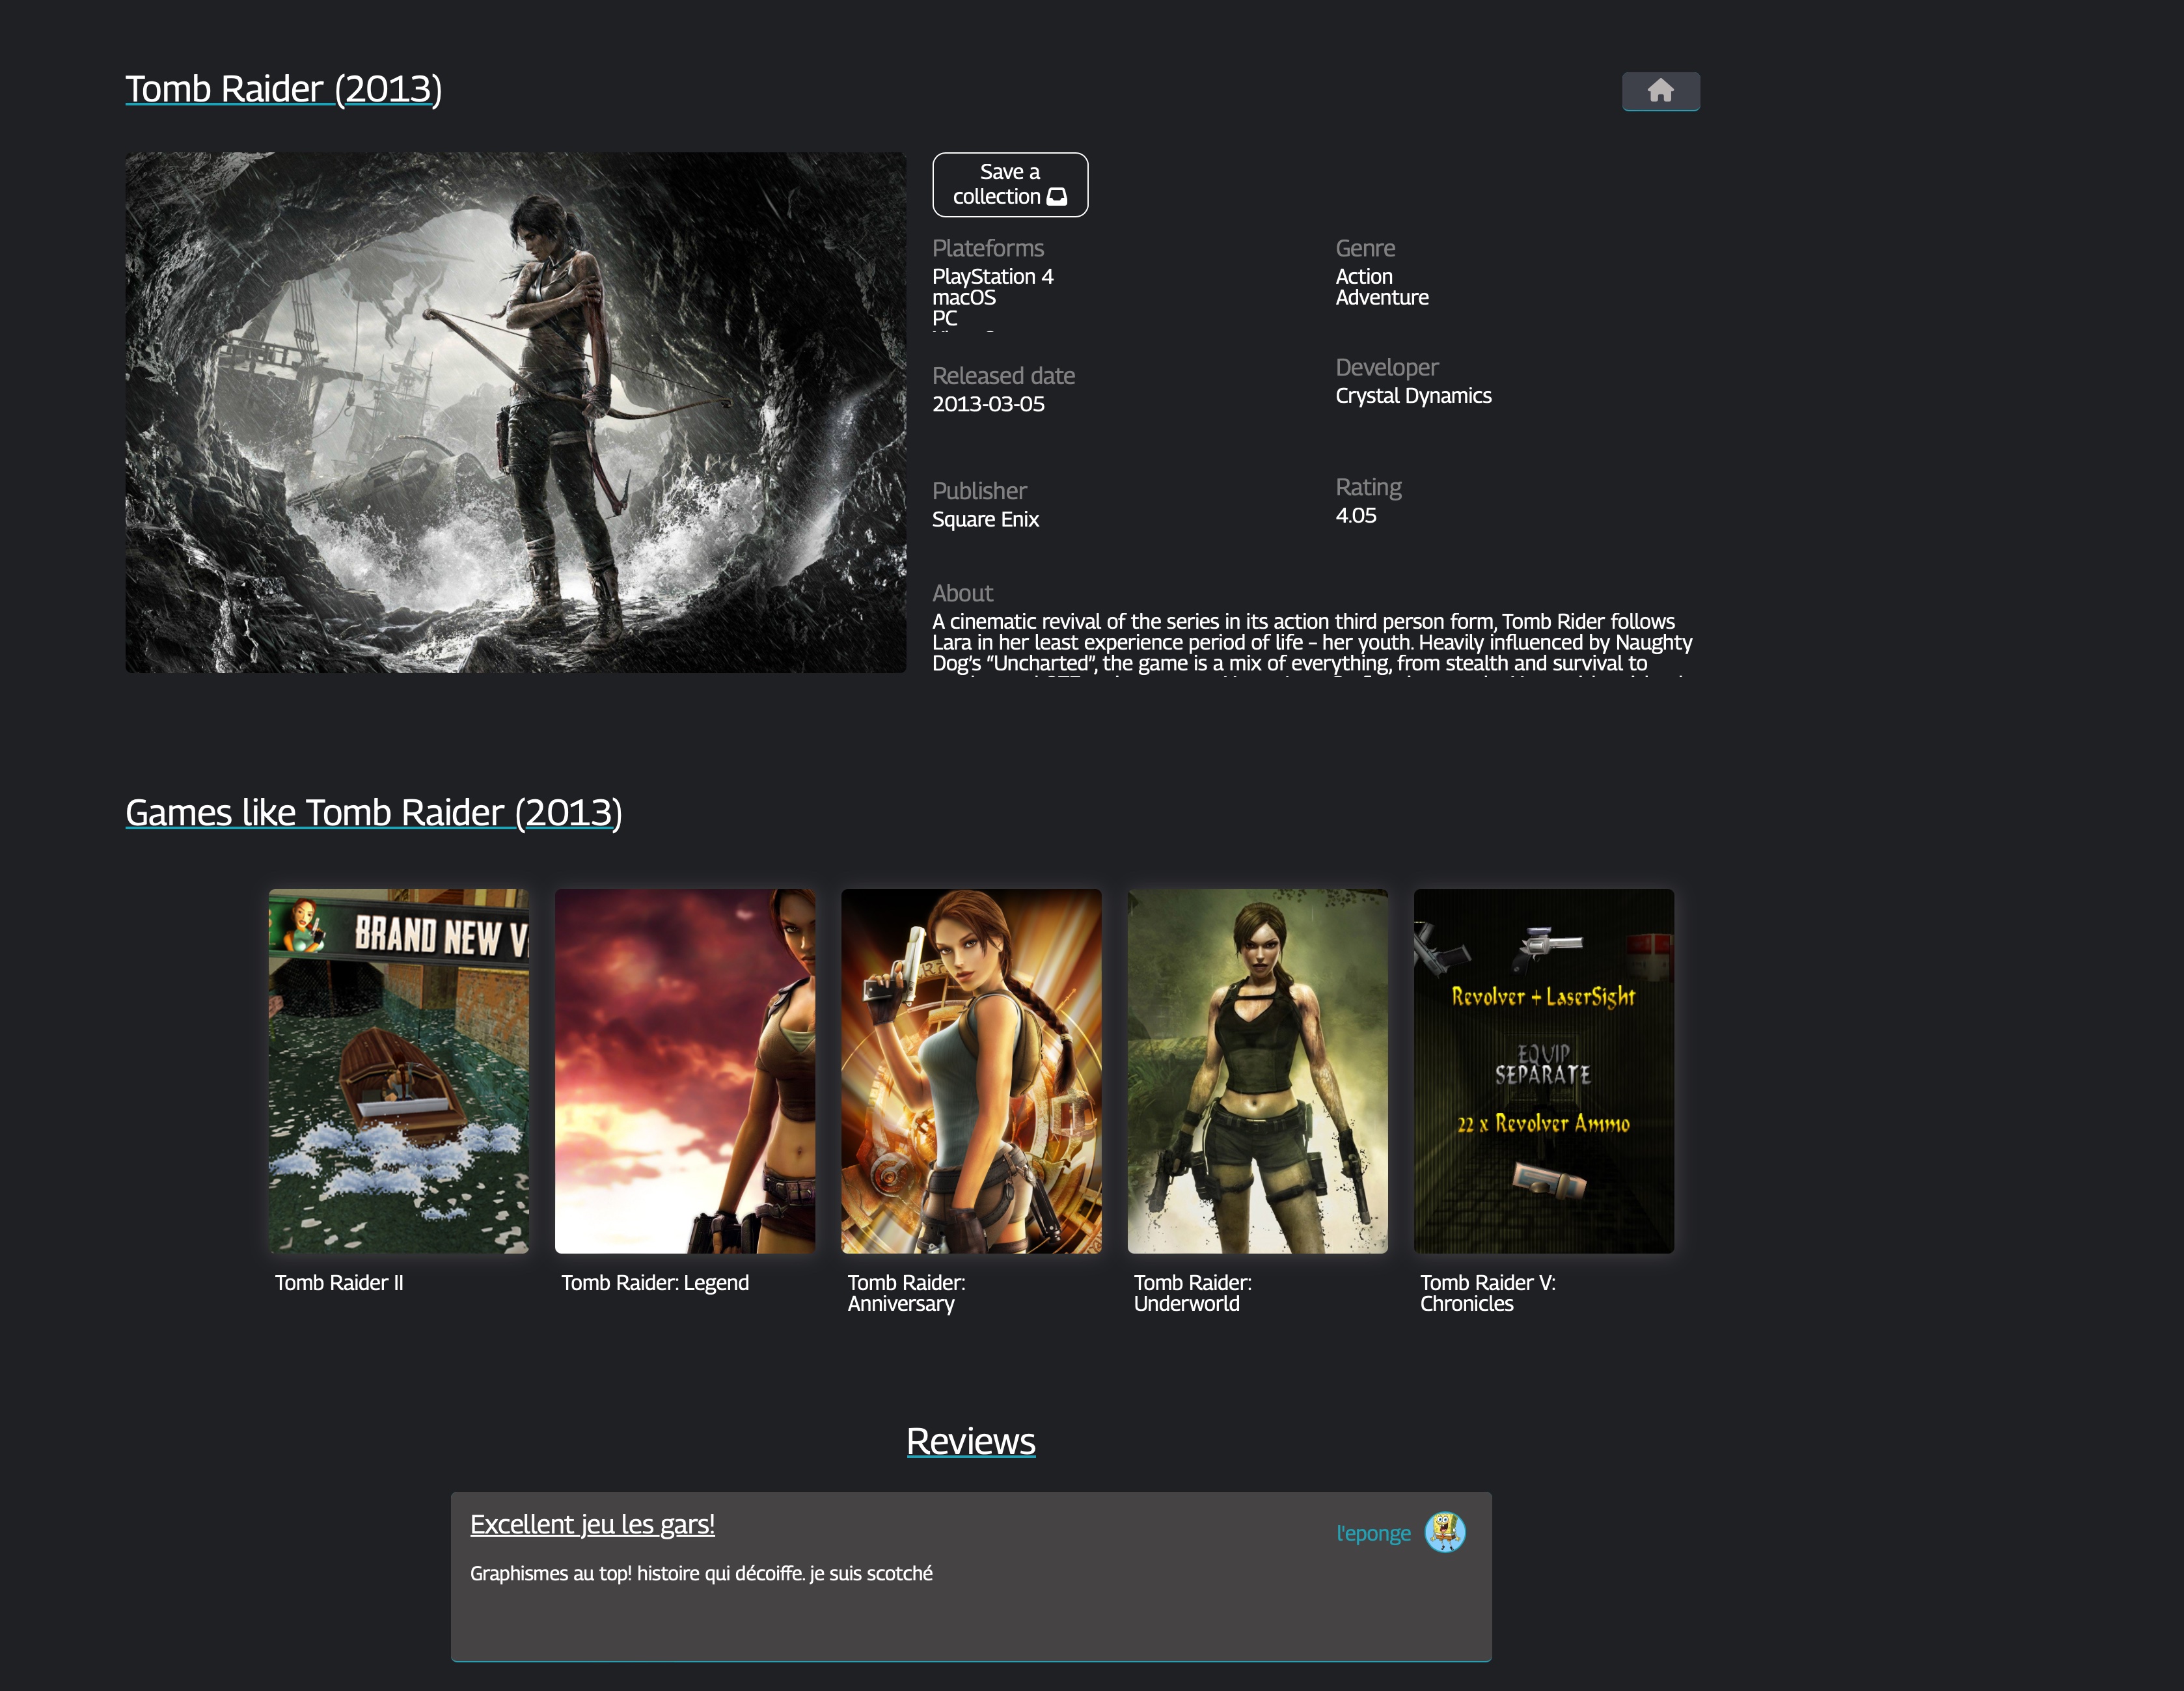 Tomb Raider (2013)
Save a
collection
Plateforms
PlayStation 4
macOS
PC
Genre
Action
Adventure
Released date
2013-03-05
Developer
Crystal Dynamics
Publisher
Square Enix
Rating
4.05
About
A cinematic revival of the series in its action third person form, Tomb Rider follows
Lara in her least experience period of life – her youth. Heavily influenced by Naughty
Dog’s “Uncharted”, the game is a mix of everything, from stealth and survival to
Games like Tomb Raider (2013)
BRAND NEW
Revolver + LaserSight
EQUIP
SEPARATE
22 x Revolver Ammo
Tomb Raider II
Tomb Raider: Legend
Tomb Raider:
Anniversary
Tomb Raider:
Underworld
Tomb Raider V:
Chronicles
Reviews
Excellent jeu les gars!
l'eponge
Graphismes au top! histoire qui décoiffe. je suis scotché